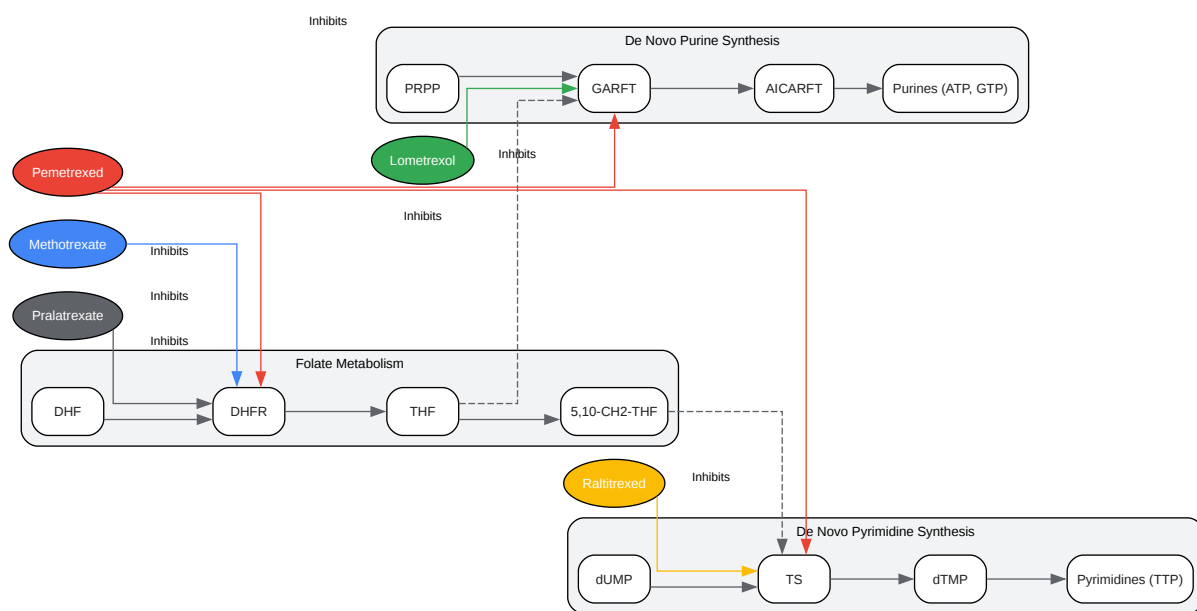 Inhibits
De Novo Purine Synthesis
PRPP
GARFT
AICARFT
Purines (ATP, GTP)
Lometrexol
Inhibits
Pemetrexed
Inhibits
Methotrexate
Inhibits
Inhibits
Pralatrexate
Inhibits
Folate Metabolism
DHF
DHFR
THF
5,10-CH2-THF
Raltitrexed
Inhibits
De Novo Pyrimidine Synthesis
dUMP
TS
dTMP
Pyrimidines (TTP)